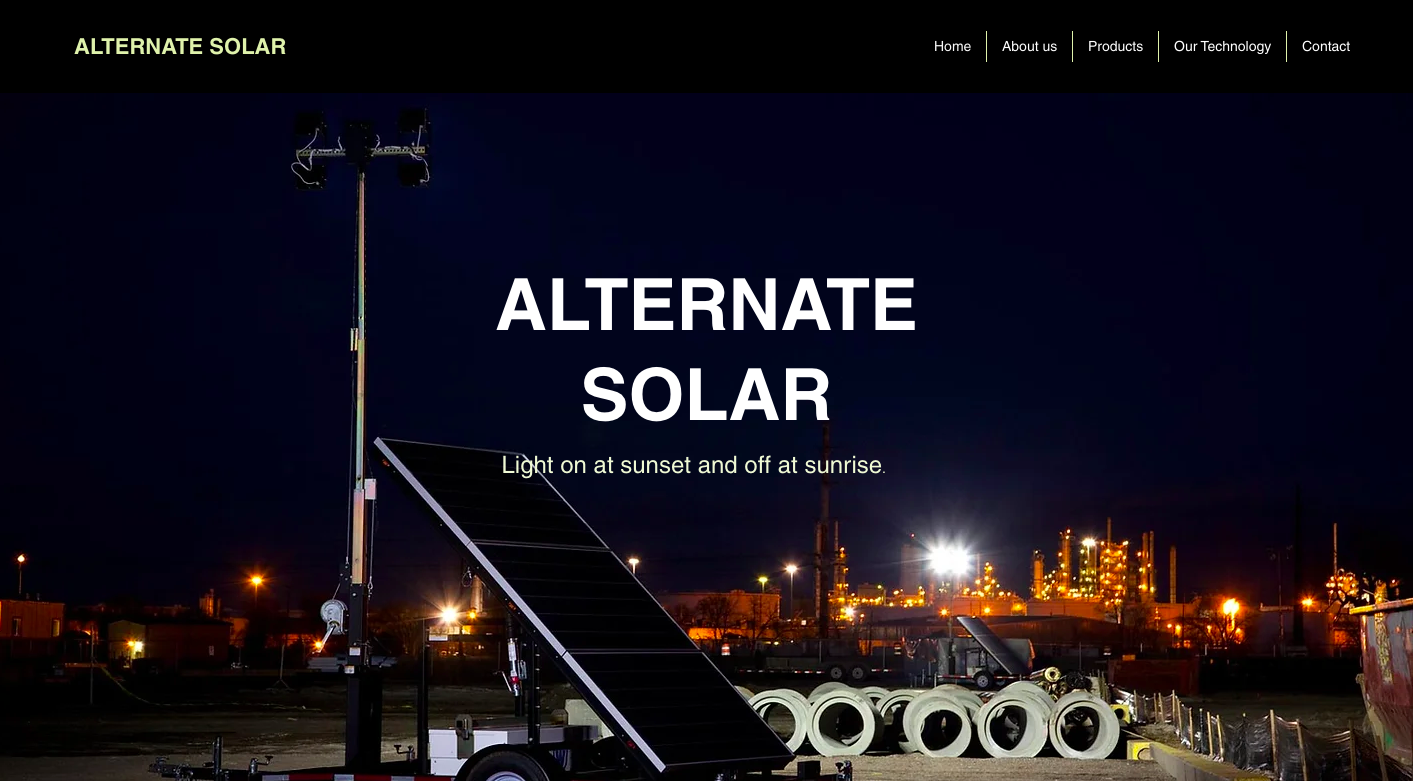 ALTERNATE SOLAR
Home
About us
Products
Our Technology
Contact
ALTERNATE
SOLAR
Light on at sunset and off at sunrise.